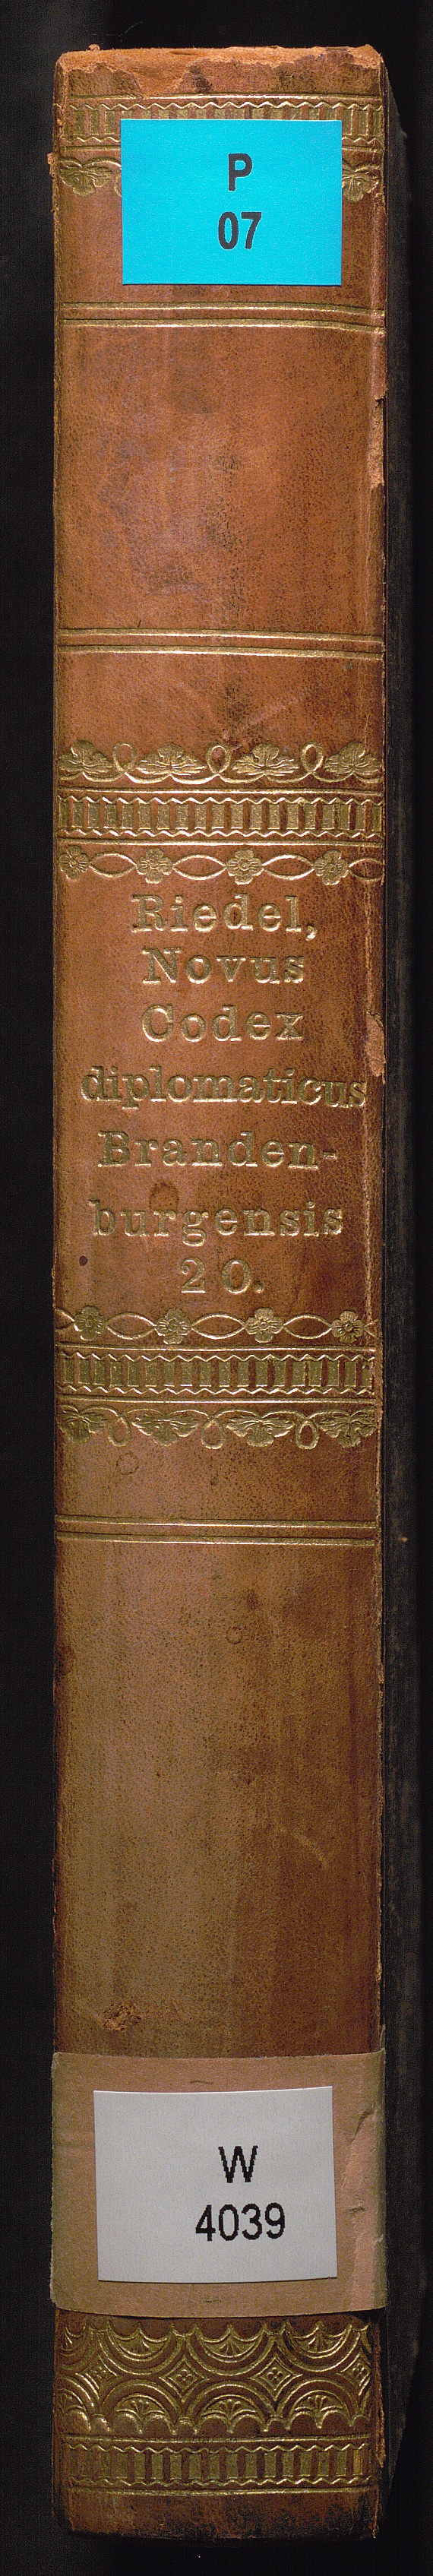 P
07
Riedel,
Novus
Codex
diplomaticus
Branden-
burgensis
20.
W
4039